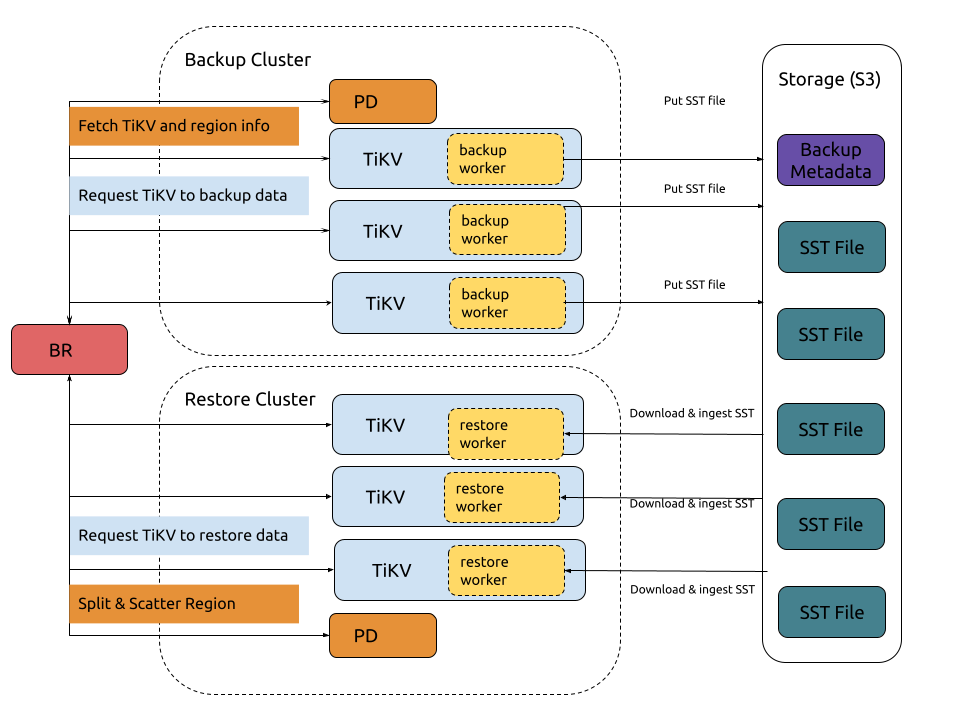 Backup Cluster
PD
Fetch TiKV and region info
TiKV
backup
worker
Put SST file
Request TiKV to backup data
TiKV
backup
worker
Put SST file
TiKV
backup
worker
Put SST file
BR
Restore Cluster
TiKV
restore
worker
Download & ingest SST
TiKV
restore
worker
Download & ingest SST
Request TiKV to restore data
TiKV
restore
worker
Download & ingest SST
Split & Scatter Region
PD
Storage (S3)
Backup
Metadata
SST File
SST File
SST File
SST File
SST File